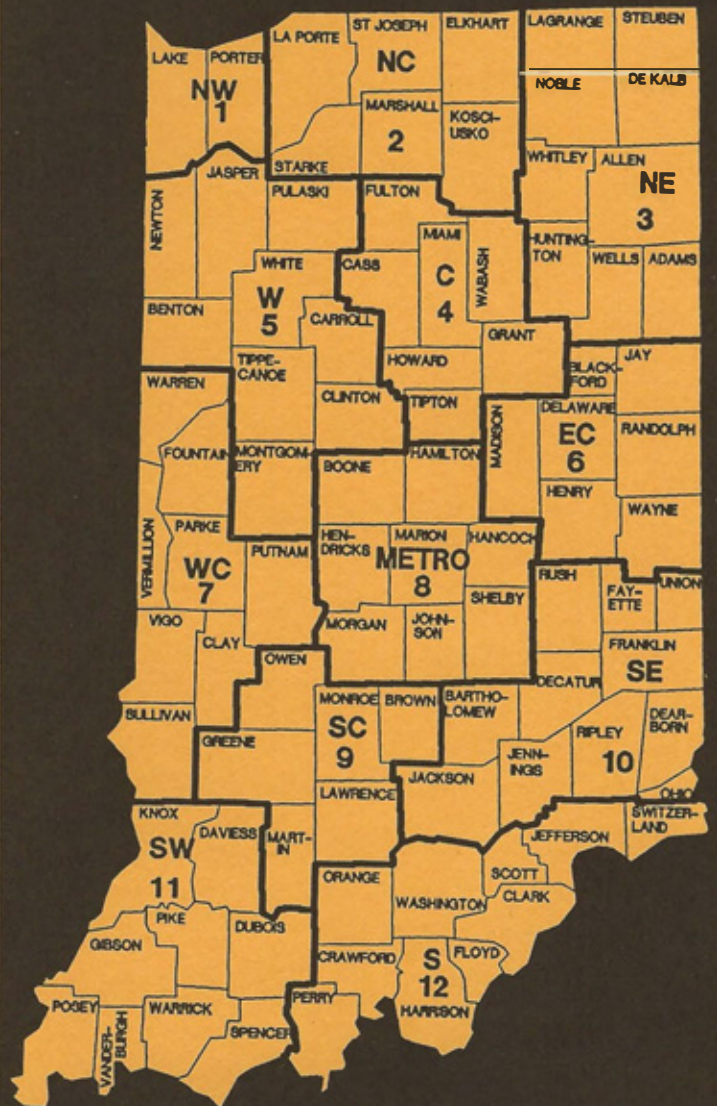 LAKE
PORTER
NW
1
LA PORTE
ST JOSEPH
ELKHART
NC
MARSHALL
2
KOSCI-
USKO
STARKE
LAGRANGE
STEUBEN
NOBLE
DE KALB
WHITLEY
ALLEN
NE
3
HUNTING-
TON
WELLS
ADAMS
NEWTON
JASPER
PULASKI
WHITE
W
5
BENTON
CARROLL
TIPPE-
CANOE
CLINTON
MONTGOM-
ERY
FULTON
CASS
MIAMI
C
4
WABASH
GRANT
HOWARD
TIPTON
BLACK-
FORD
JAY
MADISON
DELAWARE
EC
6
RANDOLPH
HENRY
WAYNE
WARREN
FOUNTAIN
VERMILLION
PARKE
WC
7
PUTNAM
VIGO
CLAY
SULLIVAN
BOONE
HAMILTON
HEN-
DRICKS
MARION
HANCOCK
METRO
8
MORGAN
JOHN-
SON
SHELBY
RUSH
FAY-
ETTE
UNION
FRANKLIN
SE
DECATUR
BARTHO-
LOMEW
JENN-
INGS
RIPLEY
10
DEAR-
BORN
OHIO
JACKSON
OWEN
MONROE
BROWN
SC
9
GREENE
LAWRENCE
MART-
IN
KNOX
DAVIESS
SW
11
PIKE
DUBOIS
GIBSON
POSEY
VANDER-
BURGH
WARRICK
SPENCER
SWITZER-
LAND
JEFFERSON
SCOTT
CLARK
WASHINGTON
ORANGE
CRAWFORD
FLOYD
S
12
HARRISON
PERRY